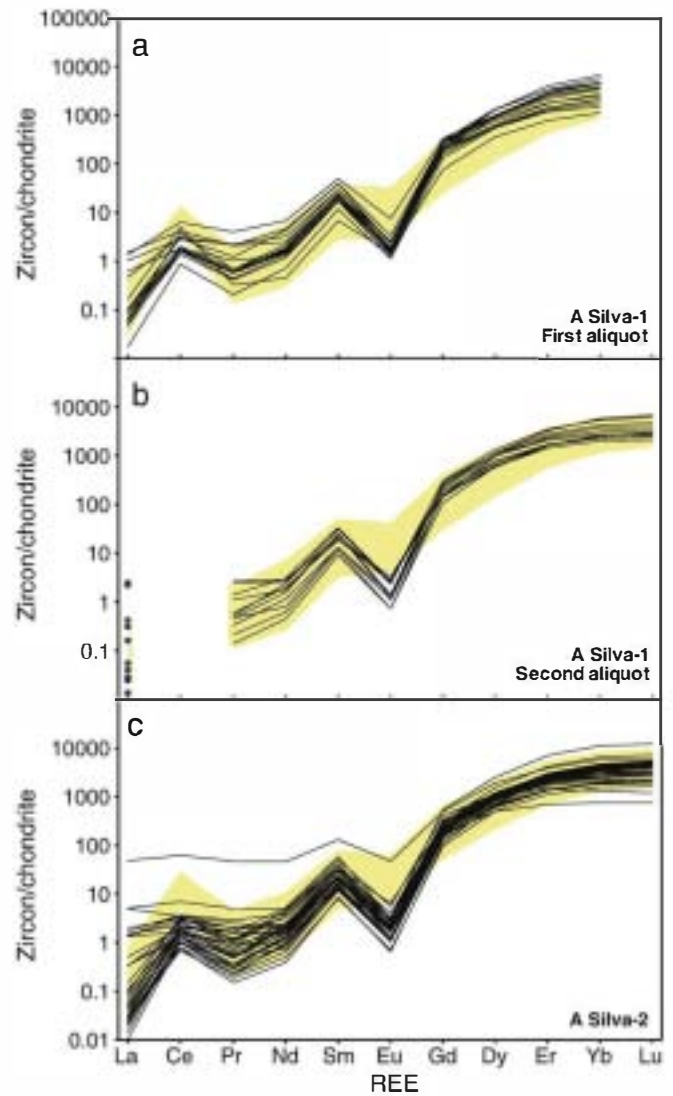 100000
a
10000
1000
100
10
1
0.1
Zircon/chondrite
A Silva-1
First aliquot
b
10000
1000
100
10
1
0.1
Zircon/chondrite
A Silva-1
Second aliquot
c
10000
1000
100
10
1
0.1
0.01
Zircon/chondrite
A Silva-2
La Ce Pr Nd Sm Eu Gd Dy Er Yb Lu
REE